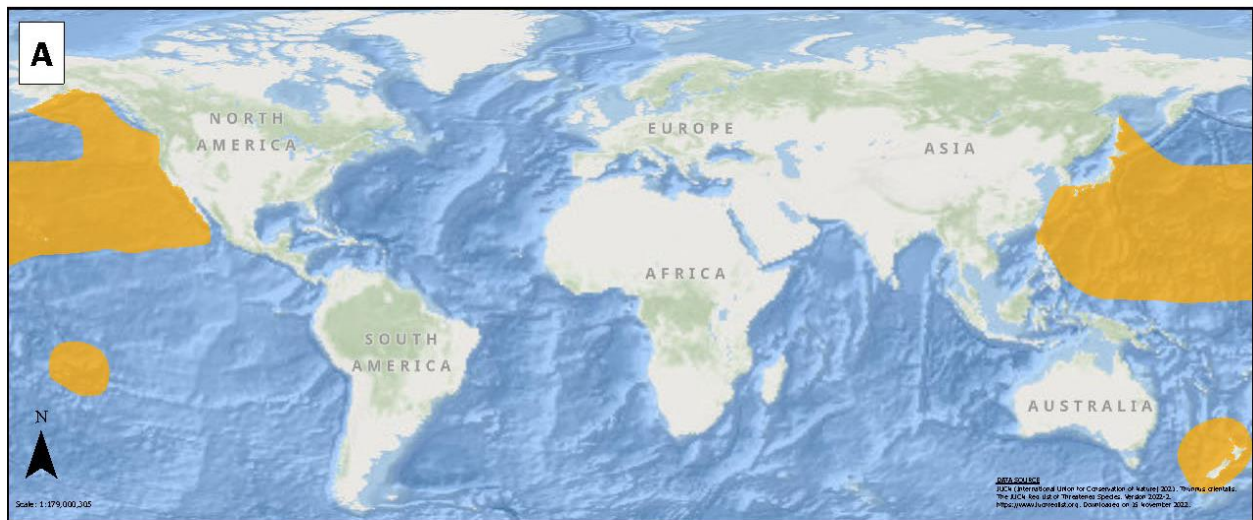 A
NORTH
AMERICA
EUROPE
ASIA
AFRICA
SOUTH
AMERICA
AUSTRALIA
N
Scale: 1:179,000,305
DATA SOURCE
IUCN (International Union for Conservation of Nature) 2021. Thunnus orientalis.
The IUCN Red List of Threatened Species. Version 2022-2.
https://www.iucnredlist.org. Downloaded on 15 November 2022.